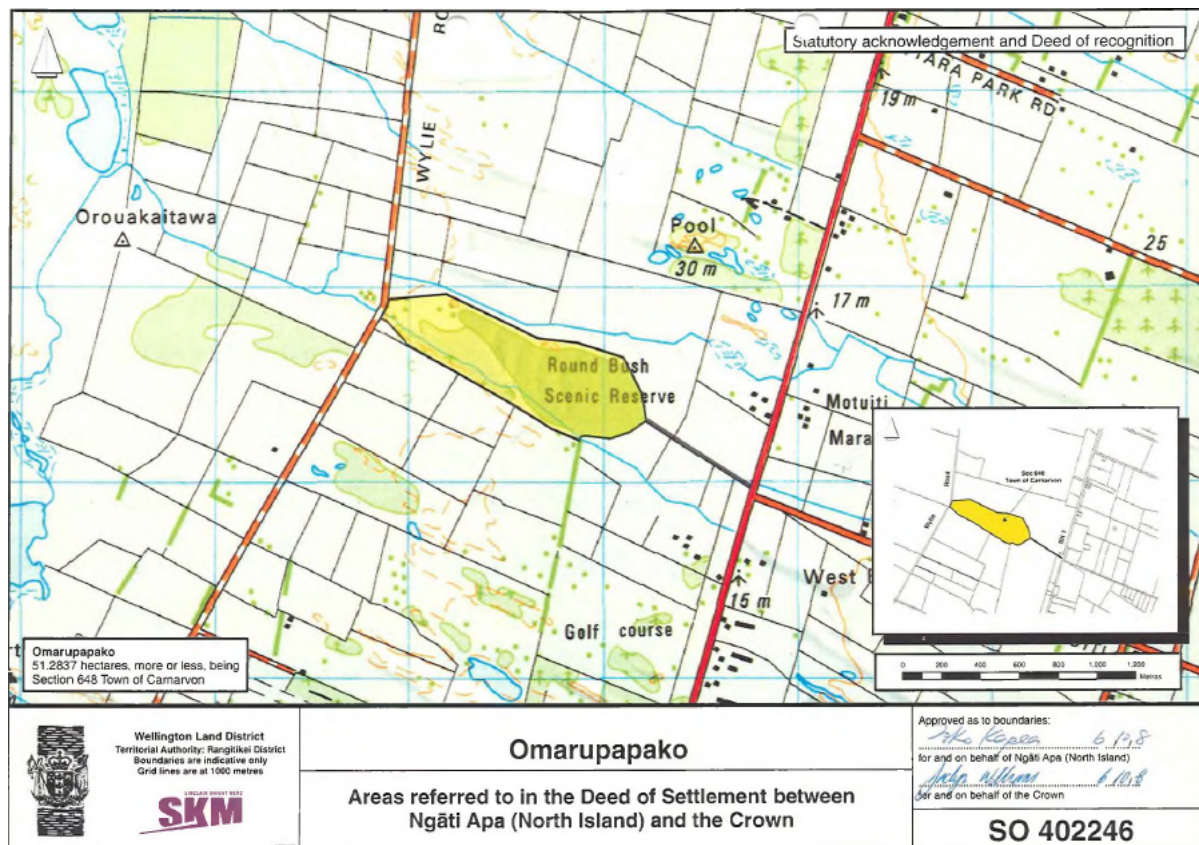 Statutory acknowledgement and Deed of recognition
TARA PARK RD
19 m
WYLIE
RO
Orouakaitawa
Pool
30 m
25
17 m
Round Bush
Scenic Reserve
Motuiti
Mara
Sec 648
Town of Carnarvon
Road
Wylie
SH 1
West
15 m
Golf course
Omarupapako
51.2837 hectares, more or less, being
Section 648 Town of Carnarvon
0 200 400 600 800 1,000 1,200
Metres
Wellington Land District
Territorial Authority: Rangitikei District
Boundaries are indicative only
Grid lines are at 1000 metres
SINCLAIR KNIGHT MERZ
SKM
Omarupapako
Areas referred to in the Deed of Settlement between
Ngāti Apa (North Island) and the Crown
Approved as to boundaries:
for and on behalf of Ngāti Apa (North Island)
for and on behalf of the Crown
SO 402246